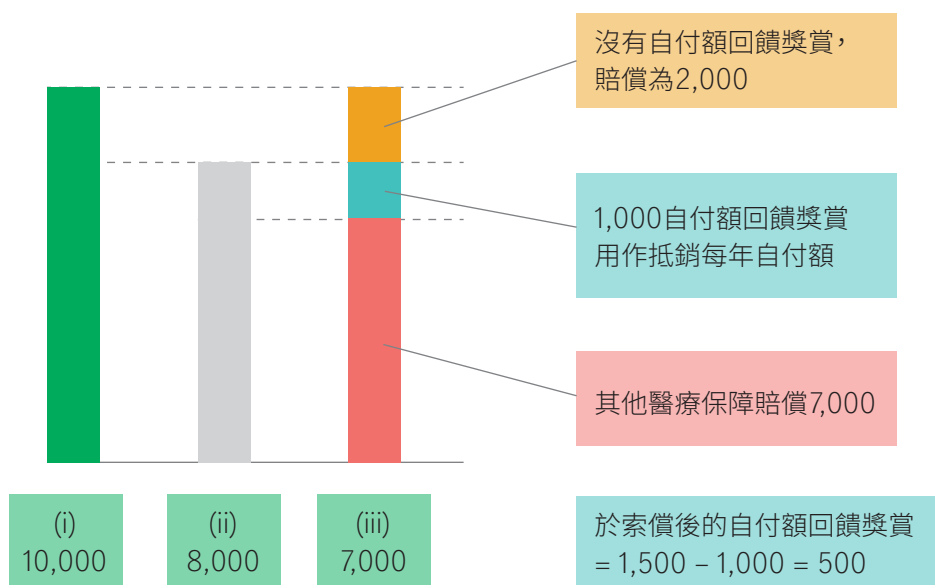 沒有自付額回饋獎賞，
賠償為2,000
1,000自付額回饋獎賞
用作抵銷每年自付額
其他醫療保障賠償7,000
(i)
10,000
(ii)
8,000
(iii)
7,000
於索償後的自付額回饋獎賞
= 1,500 – 1,000 = 500